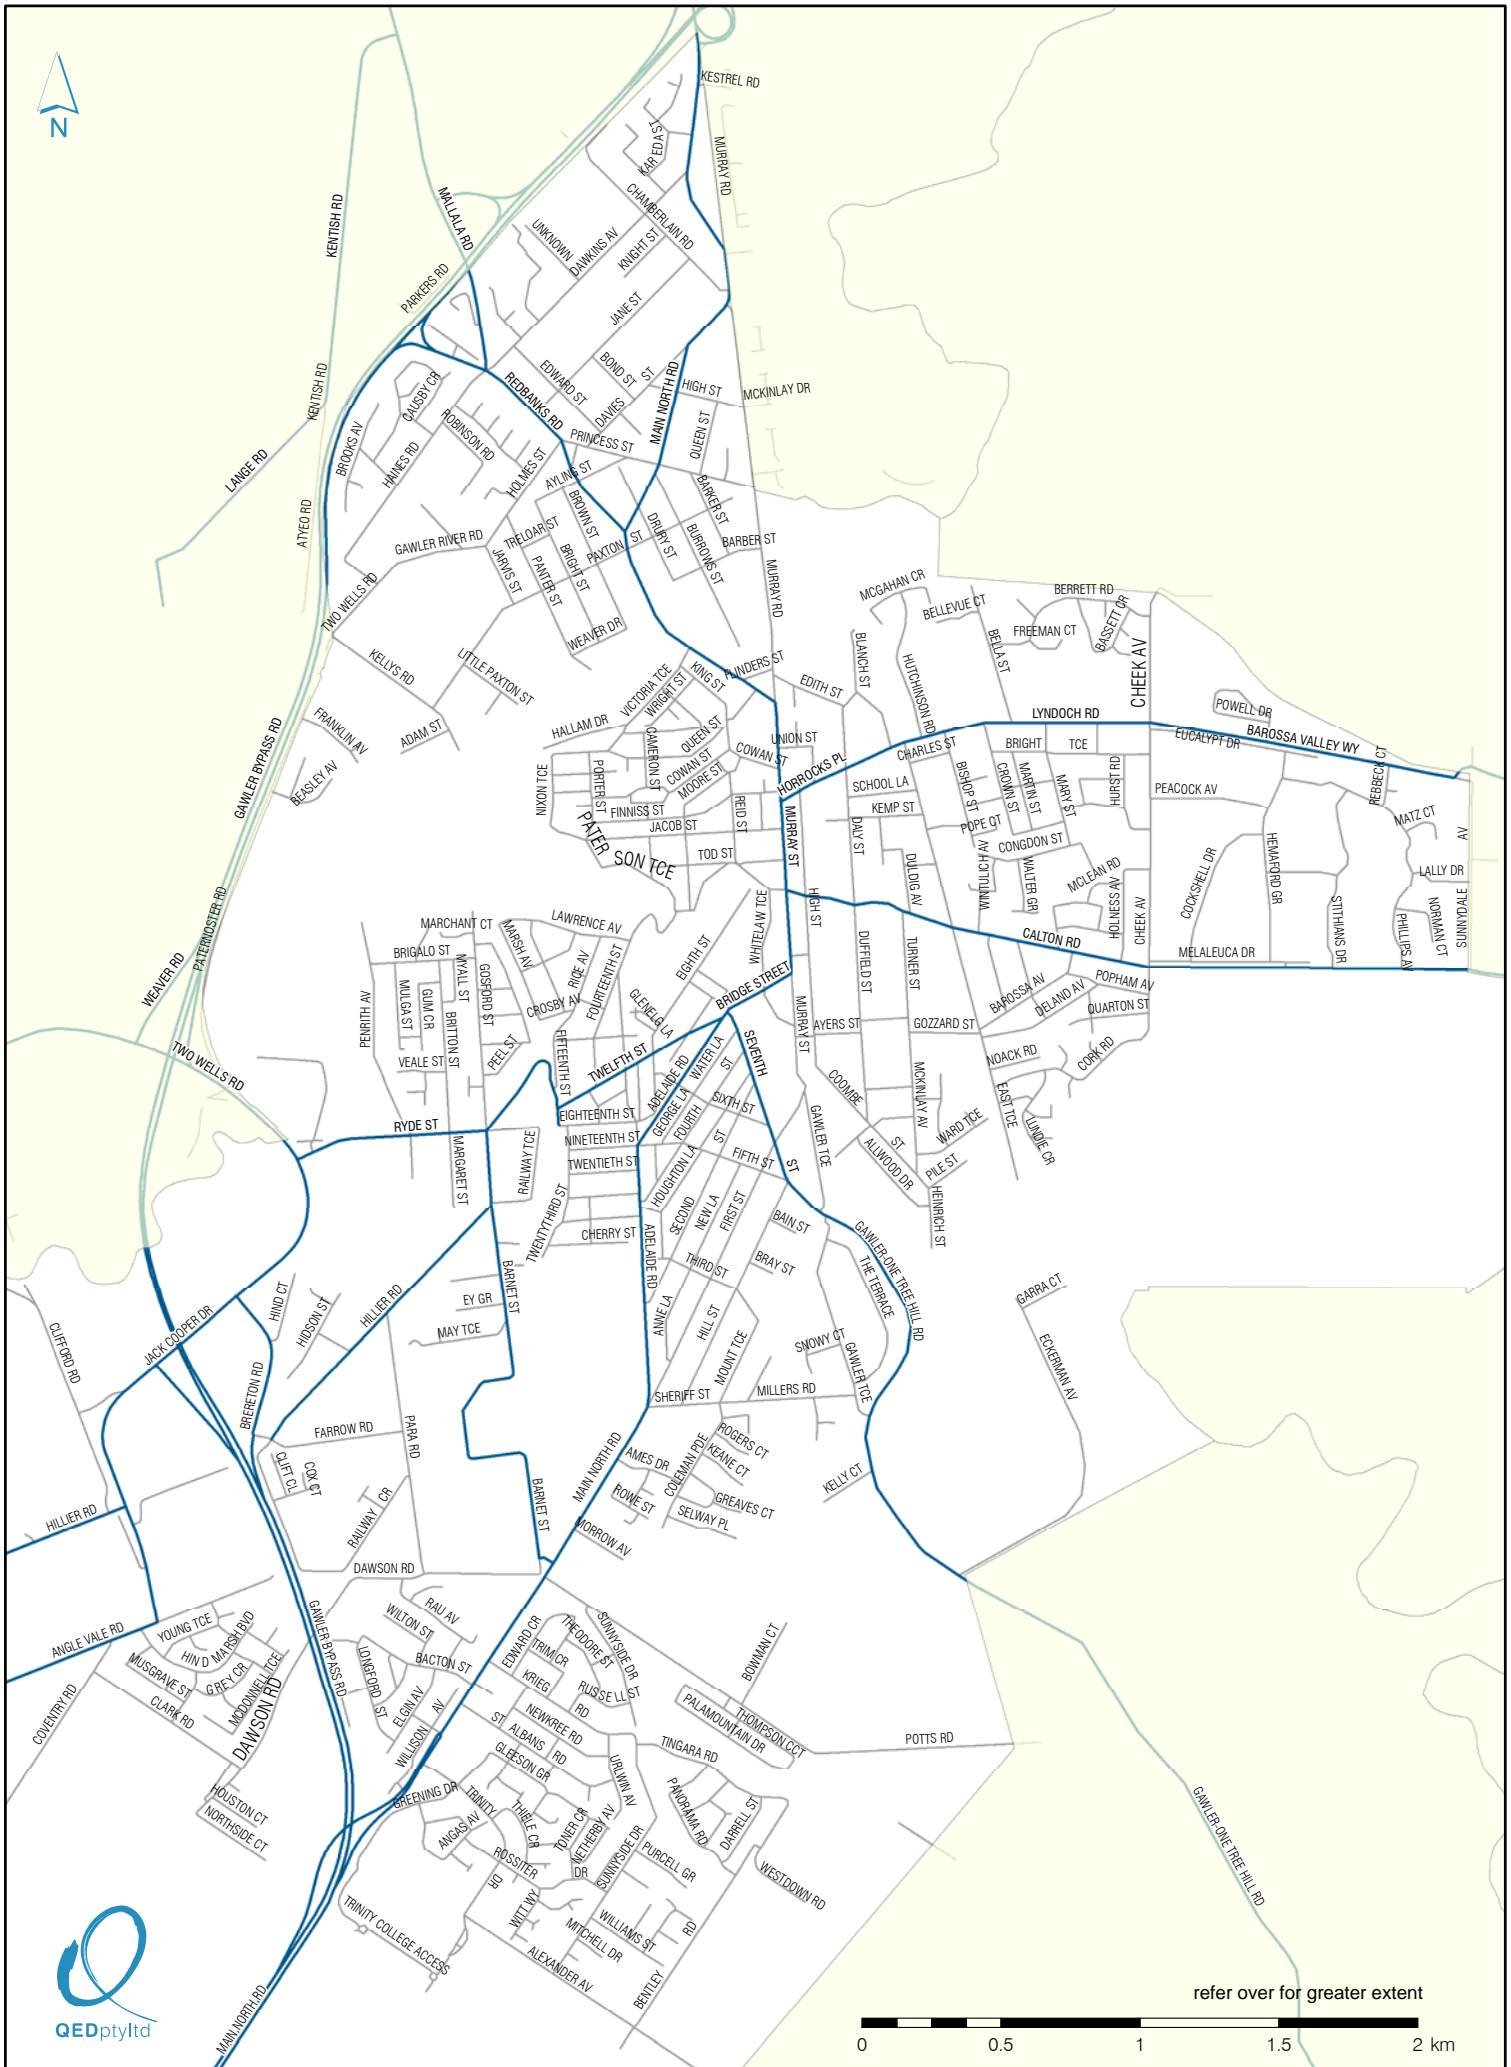 KESTREL RD
N
KAR EDA ST
MURRAY RD
CHAMBERLAIN RD
KENTISH RD
MALLALA RD
UNKNOWN
DAWKINS AV
KNIGHT ST
PARKERS RD
JANE ST
EDWARD ST
BOND ST
DAVIES ST
MAIN NORTH RD
HIGH ST
MCKINLAY DR
KENTISH RD
CAUSBY CR
REDBANKS RD
ROBINSON RD
BROOKS AV
HAINES RD
PRINCESS ST
QUEEN ST
LANGE RD
HOLMES ST
AYLING ST
BARKER ST
BROWN ST
ATYEO RD
TRELOAR ST
DRURY ST
BURROWS ST
BARBER ST
GAWLER RIVER RD
JARVIS ST
PANTER ST
BRIGHT ST
PAXTON ST
MURRAY RD
MCGAHAN CR
BELLEVUE CT
BERRETT RD
BASSETT CR
FREEMAN CT
TWO WELLS RD
WEAVER DR
BLANCH ST
HUTCHINSON RD
BELLA ST
CHEEK AV
KELLYS RD
LITTLE PAXTON ST
VICTORIA TCE
WRIGHT ST
KING ST
FLINDERS ST
EDITH ST
POWELL DR
FRANKLIN AV
ADAM ST
HALLAM DR
QUEEN ST
LYNDOCH RD
EUCALYPT DR
BAROSSA VALLEY WY
GAWLER BYPASS RD
BEASLEY AV
CAMERON ST
COWAN ST
MOORE ST
COWAN ST
UNION ST
HORROCKS PL
CHARLES ST
BRIGHT TCE
REBBECK CT
NIXON TCE
PORTER ST
FINNISS ST
JACOB ST
REID ST
SCHOOL LA
KEMP ST
BISHOP ST
CROWN ST
MARTIN ST
MARY ST
HURST RD
PEACOCK AV
MATZ CT
PATER SON TCE
TOD ST
MURRAY ST
DALY ST
POPE CT
CONGDON ST
HEMAFORD GR
SUNNYDALE AV
LALLY DR
DULDIG AV
WINTULICH AV
WALTER GR
MCLEAN RD
COCKSHELL DR
PATERNOSTER RD
WHITELAW TCE
HIGH ST
HOLNESS AV
CHEEK AV
STITHIANS DR
PHILLIPS AV
NORMAN CT
MARCHANT CT
MARSH AV
LAWRENCE AV
EIGHTH ST
CALTON RD
MELALEUCA DR
WEAVER RD
BRIGALO ST
MULGA ST
GUM CR
MYALL ST
BRITTON ST
GOSFORD ST
RICE AV
FOURTEENTH ST
CROSBY AV
GLENELG LA
BRIDGE STREET
DUFFIELD ST
TURNER ST
BAROSSA AV
DELAND AV
POPHAM AV
QUARTON ST
PENRITH AV
TWO WELLS RD
VEALE ST
PEEL ST
FIFTEENTH ST
TWELFTH ST
ADELAIDE RD
WATER LA
SEVENTH ST
MURRAY ST
AYERS ST
GOZZARD ST
NOACK RD
CORK RD
GEORGE LA
FOURTH ST
SIXTH ST
COOMBE ST
MCKINLAY AV
EAST TCE
LUNDIE CR
RYDE ST
EIGHTEENTH ST
NINETEENTH ST
TWENTIETH ST
MARGARET ST
RAILWAY TCE
TWENTYTHIRD ST
HOUGHTON LA
FIFTH ST
GAWLER TCE
ALLWOOD DR
WARD TCE
PILE ST
HEINRICH ST
CHERRY ST
ADELAIDE RD
SECOND ST
NEW LA
FIRST ST
BAIN ST
GAWLER-ONE TREE HILL RD
THIRD ST
BRAY ST
THE TERRACE
GARRA CT
HIND CT
HIDSON ST
HILLIER RD
BARNET ST
EY GR
MAY TCE
CLIFFORD RD
JACK COOPER DR
ANNE LA
HILL ST
MOUNT TCE
SNOWY CT
GAWLER TCE
ECKERMAN AV
BRERETON RD
SHERIFF ST
MILLERS RD
FARROW RD
PARA RD
CLIFT CL
COX CT
MAIN NORTH RD
AMES DR
COLEMAN PDE
ROGERS CT
KEANE CT
KELLY CT
ROWE ST
GREAVES CT
SELWAY PL
HILLIER RD
RAILWAY CR
BARNET ST
MORROW AV
DAWSON RD
ANGLE VALE RD
YOUNG TCE
HIND MARSH BVD
GREY CR
MUSGRAVE ST
MCDONNELL TCE
GAWLER BYPASS RD
WILTON ST
RAU AV
LONGFORD ST
BACTON ST
EDWARD CR
TRIM CR
THEODORE ST
SUNNYSIDE DR
BOWMAN CT
COVENTRY RD
CLARK RD
DAWSON RD
ELGIN AV
WILLISON AV
KRIEG RD
RUSSELL ST
NEWKREE RD
PALAMOUNTAIN DR
THOMPSON CCT
ST ALBANS RD
GLEESON GR
TINGARA RD
POTTS RD
URLWIN AV
HOUSTON CT
NORTHSIDE CT
GREENING DR
TRINITY
THIELE CR
TONER CR
NETHERBY AV
PANORAMA RD
DARRELL ST
GAWLER-ONE TREE HILL RD
ANGAS AV
ROSSITER DR
DR
SUNNYSIDE DR
PURCELL GR
WESTDOWN RD
WITT WY
TRINITY COLLEGE ACCESS
WILLIAMS ST
MITCHELL DR
ALEXANDER AV
BENTLEY RD
MAIN NORTH RD
QEDptyltd
refer over for greater extent
0 0.5 1 1.5 2 km